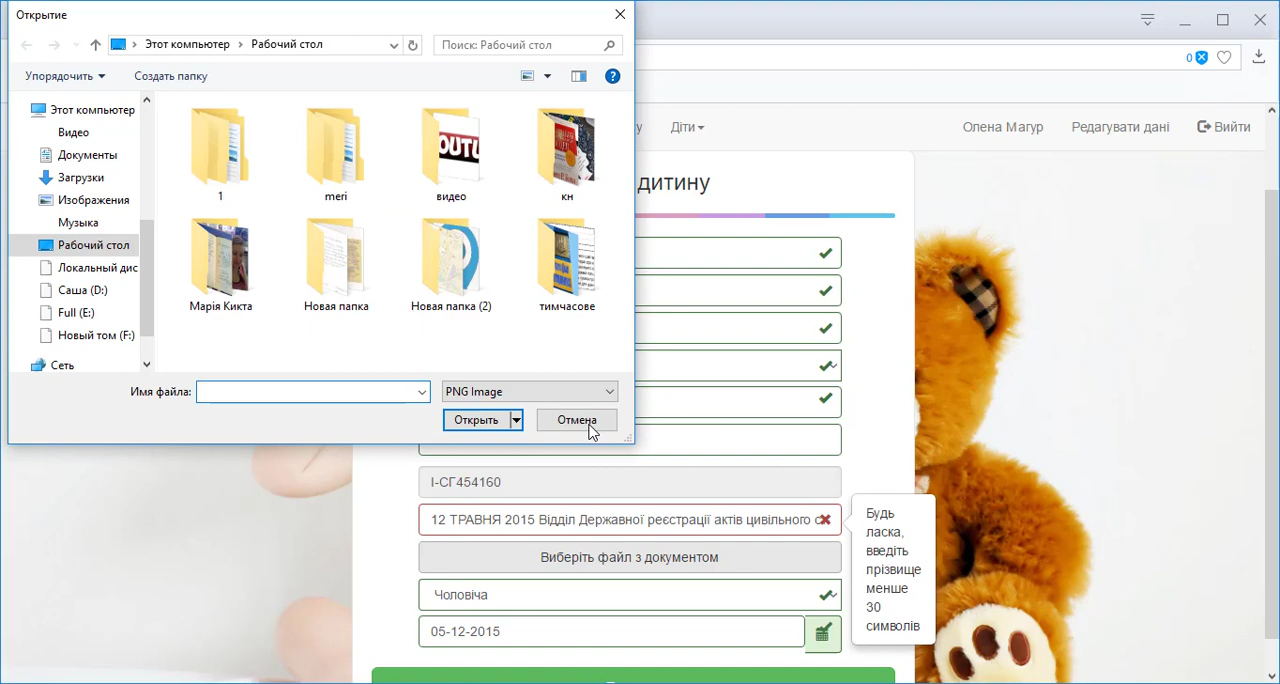 Открытие
Этот компьютер
Рабочий стол
Поиск: Рабочий стол
Упорядочить
Создать папку
Этот компьютер
Видео
Документы
Загрузки
Изображения
Музыка
Рабочий стол
Локальный дис
Саша (D:)
Full (E:)
Новый том (F:)
Сеть
1
meri
видео
кн
Марія Кикта
Новая папка
Новая папка (2)
тимчасове
Имя файла:
PNG Image
Открыть
Отмена
0
у
Діти
Олена Магур
Редагувати дані
Вийти
дитину
І-СГ454160
12 ТРАВНЯ 2015 Відділ Державної реєстрації актів цивільного с
Виберіть файл з документом
Чоловіча
05-12-2015
Будь
ласка,
введіть
прізвище
менше
30
символів